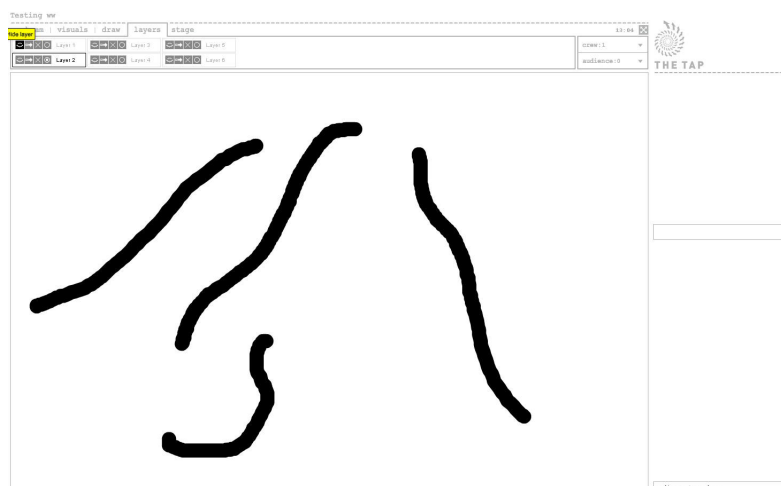 Testing ww
visuals | draw | layers | stage
13:04
Hide layer
Layer 1 Layer 3 Layer 5
Layer 2 Layer 4 Layer 6
crew:1
audience:0
THE TAP